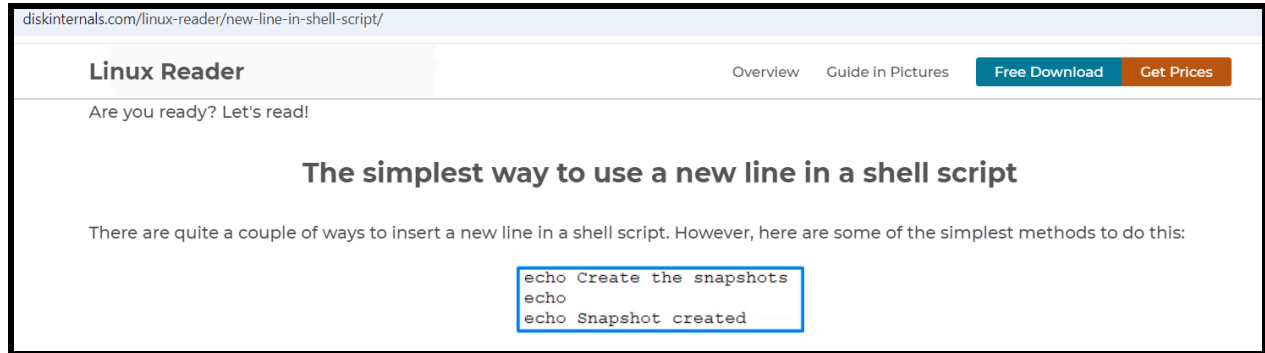 diskinternals.com/linux-reader/new-line-in-shell-script/
Linux Reader Overview Guide in Pictures Free Download Get Prices
Are you ready? Let's read!
The simplest way to use a new line in a shell script
There are quite a couple of ways to insert a new line in a shell script. However, here are some of the simplest methods to do this:
echo Create the snapshots
echo
echo Snapshot created